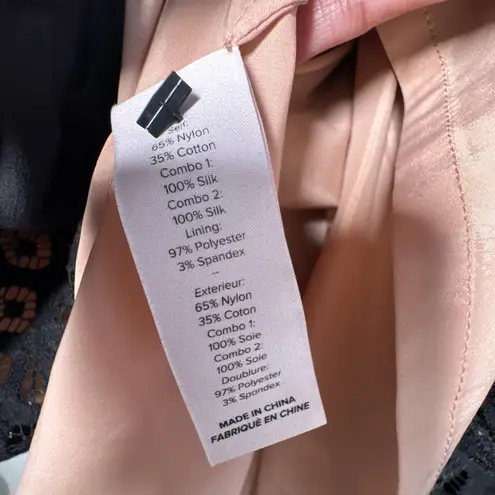 Self:
65% Nylon
35% Cotton
Combo 1:
100% Silk
Combo 2:
100% Silk
Lining:
97% Polyester
3% Spandex
--
Exterieur:
65% Nylon
35% Coton
Combo 1:
100% Soie
Combo 2:
100% Soie
Doublure:
97% Polyester
3% Spandex
MADE IN CHINA
FABRIQUÉ EN CHINE